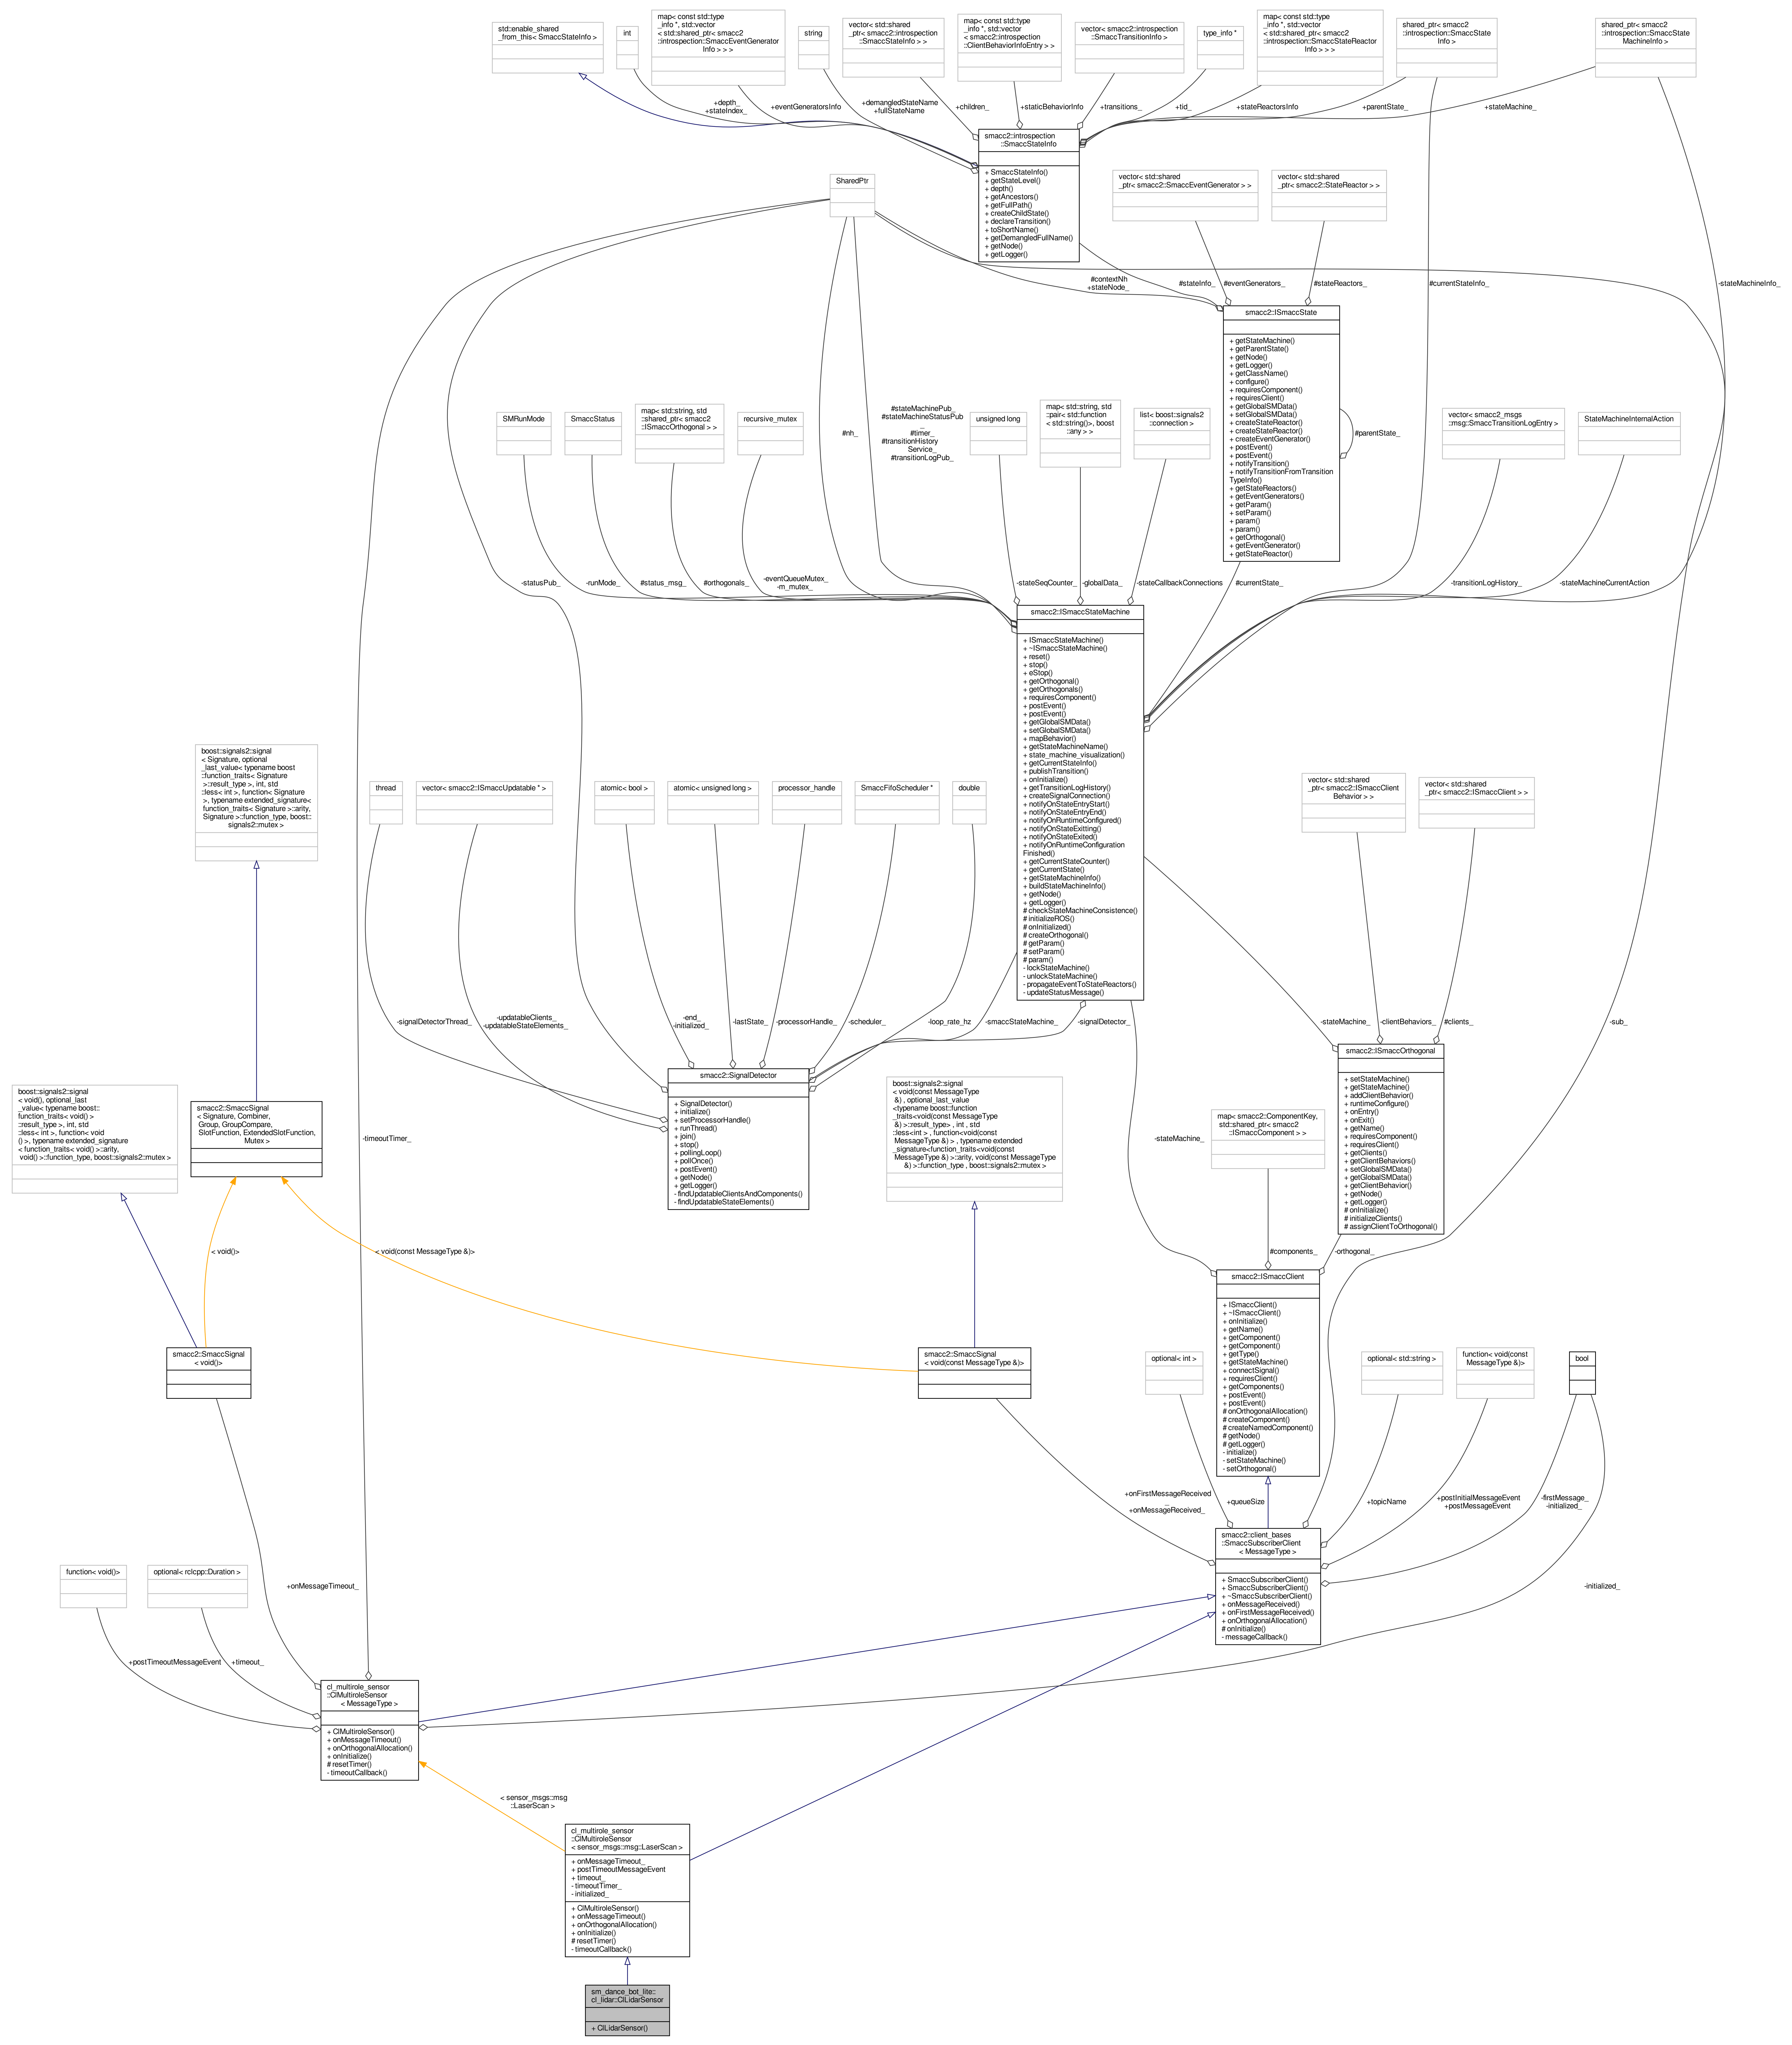 std::enable_shared
_from_this< SmaccStateInfo >
int
map< const std::type
_info *, std::vector
< std::shared_ptr< smacc2
::introspection::SmaccEventGenerator
Info > > >
string
vector< std::shared
_ptr< smacc2::introspection
::SmaccStateInfo > >
map< const std::type
_info *, std::vector
< smacc2::introspection
::ClientBehaviorInfoEntry > >
vector< smacc2::introspection
::SmaccTransitionInfo >
type_info *
map< const std::type
_info *, std::vector
< std::shared_ptr< smacc2
::introspection::SmaccStateReactor
Info > > >
shared_ptr< smacc2
::introspection::SmaccState
Info >
shared_ptr< smacc2
::introspection::SmaccState
MachineInfo >
+depth_
+stateIndex_
+eventGeneratorsInfo
+demangledStateName
+fullStateName
+children_
+staticBehaviorInfo
+transitions_
+tid_
+stateReactorsInfo
+parentState_
+stateMachine_
smacc2::introspection
::SmaccStateInfo
+ SmaccStateInfo()
+ getStateLevel()
+ depth()
+ getAncestors()
+ getFullPath()
+ createChildState()
+ declareTransition()
+ toShortName()
+ getDemangledFullName()
+ getNode()
+ getLogger()
SharedPtr
vector< std::shared
_ptr< smacc2::SmaccEventGenerator > >
vector< std::shared
_ptr< smacc2::StateReactor > >
#contextNh
+stateNode_
#stateInfo_
#eventGenerators_
#stateReactors_
#currentStateInfo_
-stateMachineInfo_
smacc2::ISmaccState
+ getStateMachine()
+ getParentState()
+ getNode()
+ getLogger()
+ getClassName()
+ configure()
+ requiresComponent()
+ requiresClient()
+ getGlobalSMData()
+ setGlobalSMData()
+ createStateReactor()
+ createStateReactor()
+ createEventGenerator()
+ postEvent()
+ postEvent()
+ notifyTransition()
+ notifyTransitionFromTransition
TypeInfo()
+ getStateReactors()
+ getEventGenerators()
+ getParam()
+ setParam()
+ param()
+ param()
+ getOrthogonal()
+ getEventGenerator()
+ getStateReactor()
#parentState_
SMRunMode
SmaccStatus
map< std::string, std
::shared_ptr< smacc2
::ISmaccOrthogonal > >
recursive_mutex
#nh_
#stateMachinePub_
#stateMachineStatusPub
_
#timer_
#transitionHistory
Service_
#transitionLogPub_
unsigned long
map< std::string, std
::pair< std::function
< std::string()>, boost
::any > >
list< boost::signals2
::connection >
vector< smacc2_msgs
::msg::SmaccTransitionLogEntry >
StateMachineInternalAction
-statusPub_
-runMode_
#status_msg_
#orthogonals_
-eventQueueMutex_
-m_mutex_
-stateSeqCounter_
-globalData_
-stateCallbackConnections
#currentState_
-transitionLogHistory_
-stateMachineCurrentAction
smacc2::ISmaccStateMachine
+ ISmaccStateMachine()
+ ~ISmaccStateMachine()
+ reset()
+ stop()
+ eStop()
+ getOrthogonal()
+ getOrthogonals()
+ requiresComponent()
+ postEvent()
+ postEvent()
+ getGlobalSMData()
+ setGlobalSMData()
+ mapBehavior()
+ getStateMachineName()
+ state_machine_visualization()
+ getCurrentStateInfo()
+ publishTransition()
+ onInitialize()
+ getTransitionLogHistory()
+ createSignalConnection()
+ notifyOnStateEntryStart()
+ notifyOnStateEntryEnd()
+ notifyOnRuntimeConfigured()
+ notifyOnStateExitting()
+ notifyOnStateExited()
+ notifyOnRuntimeConfiguration
Finished()
+ getCurrentStateCounter()
+ getCurrentState()
+ getStateMachineInfo()
+ buildStateMachineInfo()
+ getNode()
+ getLogger()
# checkStateMachineConsistence()
# initializeROS()
# onInitialized()
# createOrthogonal()
# getParam()
# setParam()
# param()
- lockStateMachine()
- unlockStateMachine()
- propagateEventToStateReactors()
- updateStatusMessage()
boost::signals2::signal
< Signature, optional
_last_value< typename boost
::function_traits< Signature
>::result_type >, int, std
::less< int >, function< Signature
>, typename extended_signature<
function_traits< Signature >::arity,
Signature >::function_type, boost::
signals2::mutex >
thread
vector< smacc2::ISmaccUpdatable * >
atomic< bool >
atomic< unsigned long >
processor_handle
SmaccFifoScheduler *
double
vector< std::shared
_ptr< smacc2::ISmaccClient
Behavior > >
vector< std::shared
_ptr< smacc2::ISmaccClient > >
-signalDetectorThread_
-updatableClients_
-updatableStateElements_
-end_
-initialized_
-lastState_
-processorHandle_
-scheduler_
-loop_rate_hz
-smaccStateMachine_
-signalDetector_
-stateMachine_
-clientBehaviors_
#clients_
-sub_
smacc2::SignalDetector
+ SignalDetector()
+ initialize()
+ setProcessorHandle()
+ runThread()
+ join()
+ stop()
+ pollingLoop()
+ pollOnce()
+ postEvent()
+ getNode()
+ getLogger()
- findUpdatableClientsAndComponents()
- findUpdatableStateElements()
smacc2::ISmaccOrthogonal
+ setStateMachine()
+ getStateMachine()
+ addClientBehavior()
+ runtimeConfigure()
+ onEntry()
+ onExit()
+ getName()
+ requiresComponent()
+ requiresClient()
+ getClients()
+ getClientBehaviors()
+ setGlobalSMData()
+ getGlobalSMData()
+ getClientBehavior()
+ getNode()
+ getLogger()
# onInitialize()
# initializeClients()
# assignClientToOrthogonal()
boost::signals2::signal
< void(), optional_last
_value< typename boost::
function_traits< void() >
::result_type >, int, std
::less< int >, function< void
() >, typename extended_signature
< function_traits< void() >::arity,
void() >::function_type, boost::signals2::mutex >
smacc2::SmaccSignal
< Signature, Combiner,
Group, GroupCompare,
SlotFunction, ExtendedSlotFunction,
Mutex >
-timeoutTimer_
boost::signals2::signal
< void(const MessageType
&) , optional_last_value
<typename boost::function
_traits<void(const MessageType
&) >::result_type> , int , std
::less<int > , function<void(const
MessageType &) > , typename extended
_signature<function_traits<void(const
MessageType &) >::arity, void(const MessageType
&) >::function_type , boost::signals2::mutex >
map< smacc2::ComponentKey,
std::shared_ptr< smacc2
::ISmaccComponent > >
-stateMachine_
< void()>
< void(const MessageType &)>
#components_
-orthogonal_
smacc2::ISmaccClient
+ ISmaccClient()
+ ~ISmaccClient()
+ onInitialize()
+ getName()
+ getComponent()
+ getComponent()
+ getType()
+ getStateMachine()
+ connectSignal()
+ requiresClient()
+ getComponents()
+ postEvent()
+ postEvent()
# onOrthogonalAllocation()
# createComponent()
# createNamedComponent()
# getNode()
# getLogger()
- initialize()
- setStateMachine()
- setOrthogonal()
smacc2::SmaccSignal
< void()>
smacc2::SmaccSignal
< void(const MessageType &)>
optional< int >
optional< std::string >
function< void(const
MessageType &)>
bool
+onFirstMessageReceived
_
+onMessageReceived_
+queueSize
+topicName
+postInitialMessageEvent
+postMessageEvent
-firstMessage_
-initialized_
smacc2::client_bases
::SmaccSubscriberClient
< MessageType >
+ SmaccSubscriberClient()
+ SmaccSubscriberClient()
+ ~SmaccSubscriberClient()
+ onMessageReceived()
+ onFirstMessageReceived()
+ onOrthogonalAllocation()
# onInitialize()
- messageCallback()
function< void()>
optional< rclcpp::Duration >
+onMessageTimeout_
-initialized_
+postTimeoutMessageEvent
+timeout_
cl_multirole_sensor
::ClMultiroleSensor
< MessageType >
+ ClMultiroleSensor()
+ onMessageTimeout()
+ onOrthogonalAllocation()
+ onInitialize()
# resetTimer()
- timeoutCallback()
< sensor_msgs::msg
::LaserScan >
cl_multirole_sensor
::ClMultiroleSensor
< sensor_msgs::msg::LaserScan >
+ onMessageTimeout_
+ postTimeoutMessageEvent
+ timeout_
- timeoutTimer_
- initialized_
+ ClMultiroleSensor()
+ onMessageTimeout()
+ onOrthogonalAllocation()
+ onInitialize()
# resetTimer()
- timeoutCallback()
sm_dance_bot_lite::
cl_lidar::ClLidarSensor
+ ClLidarSensor()